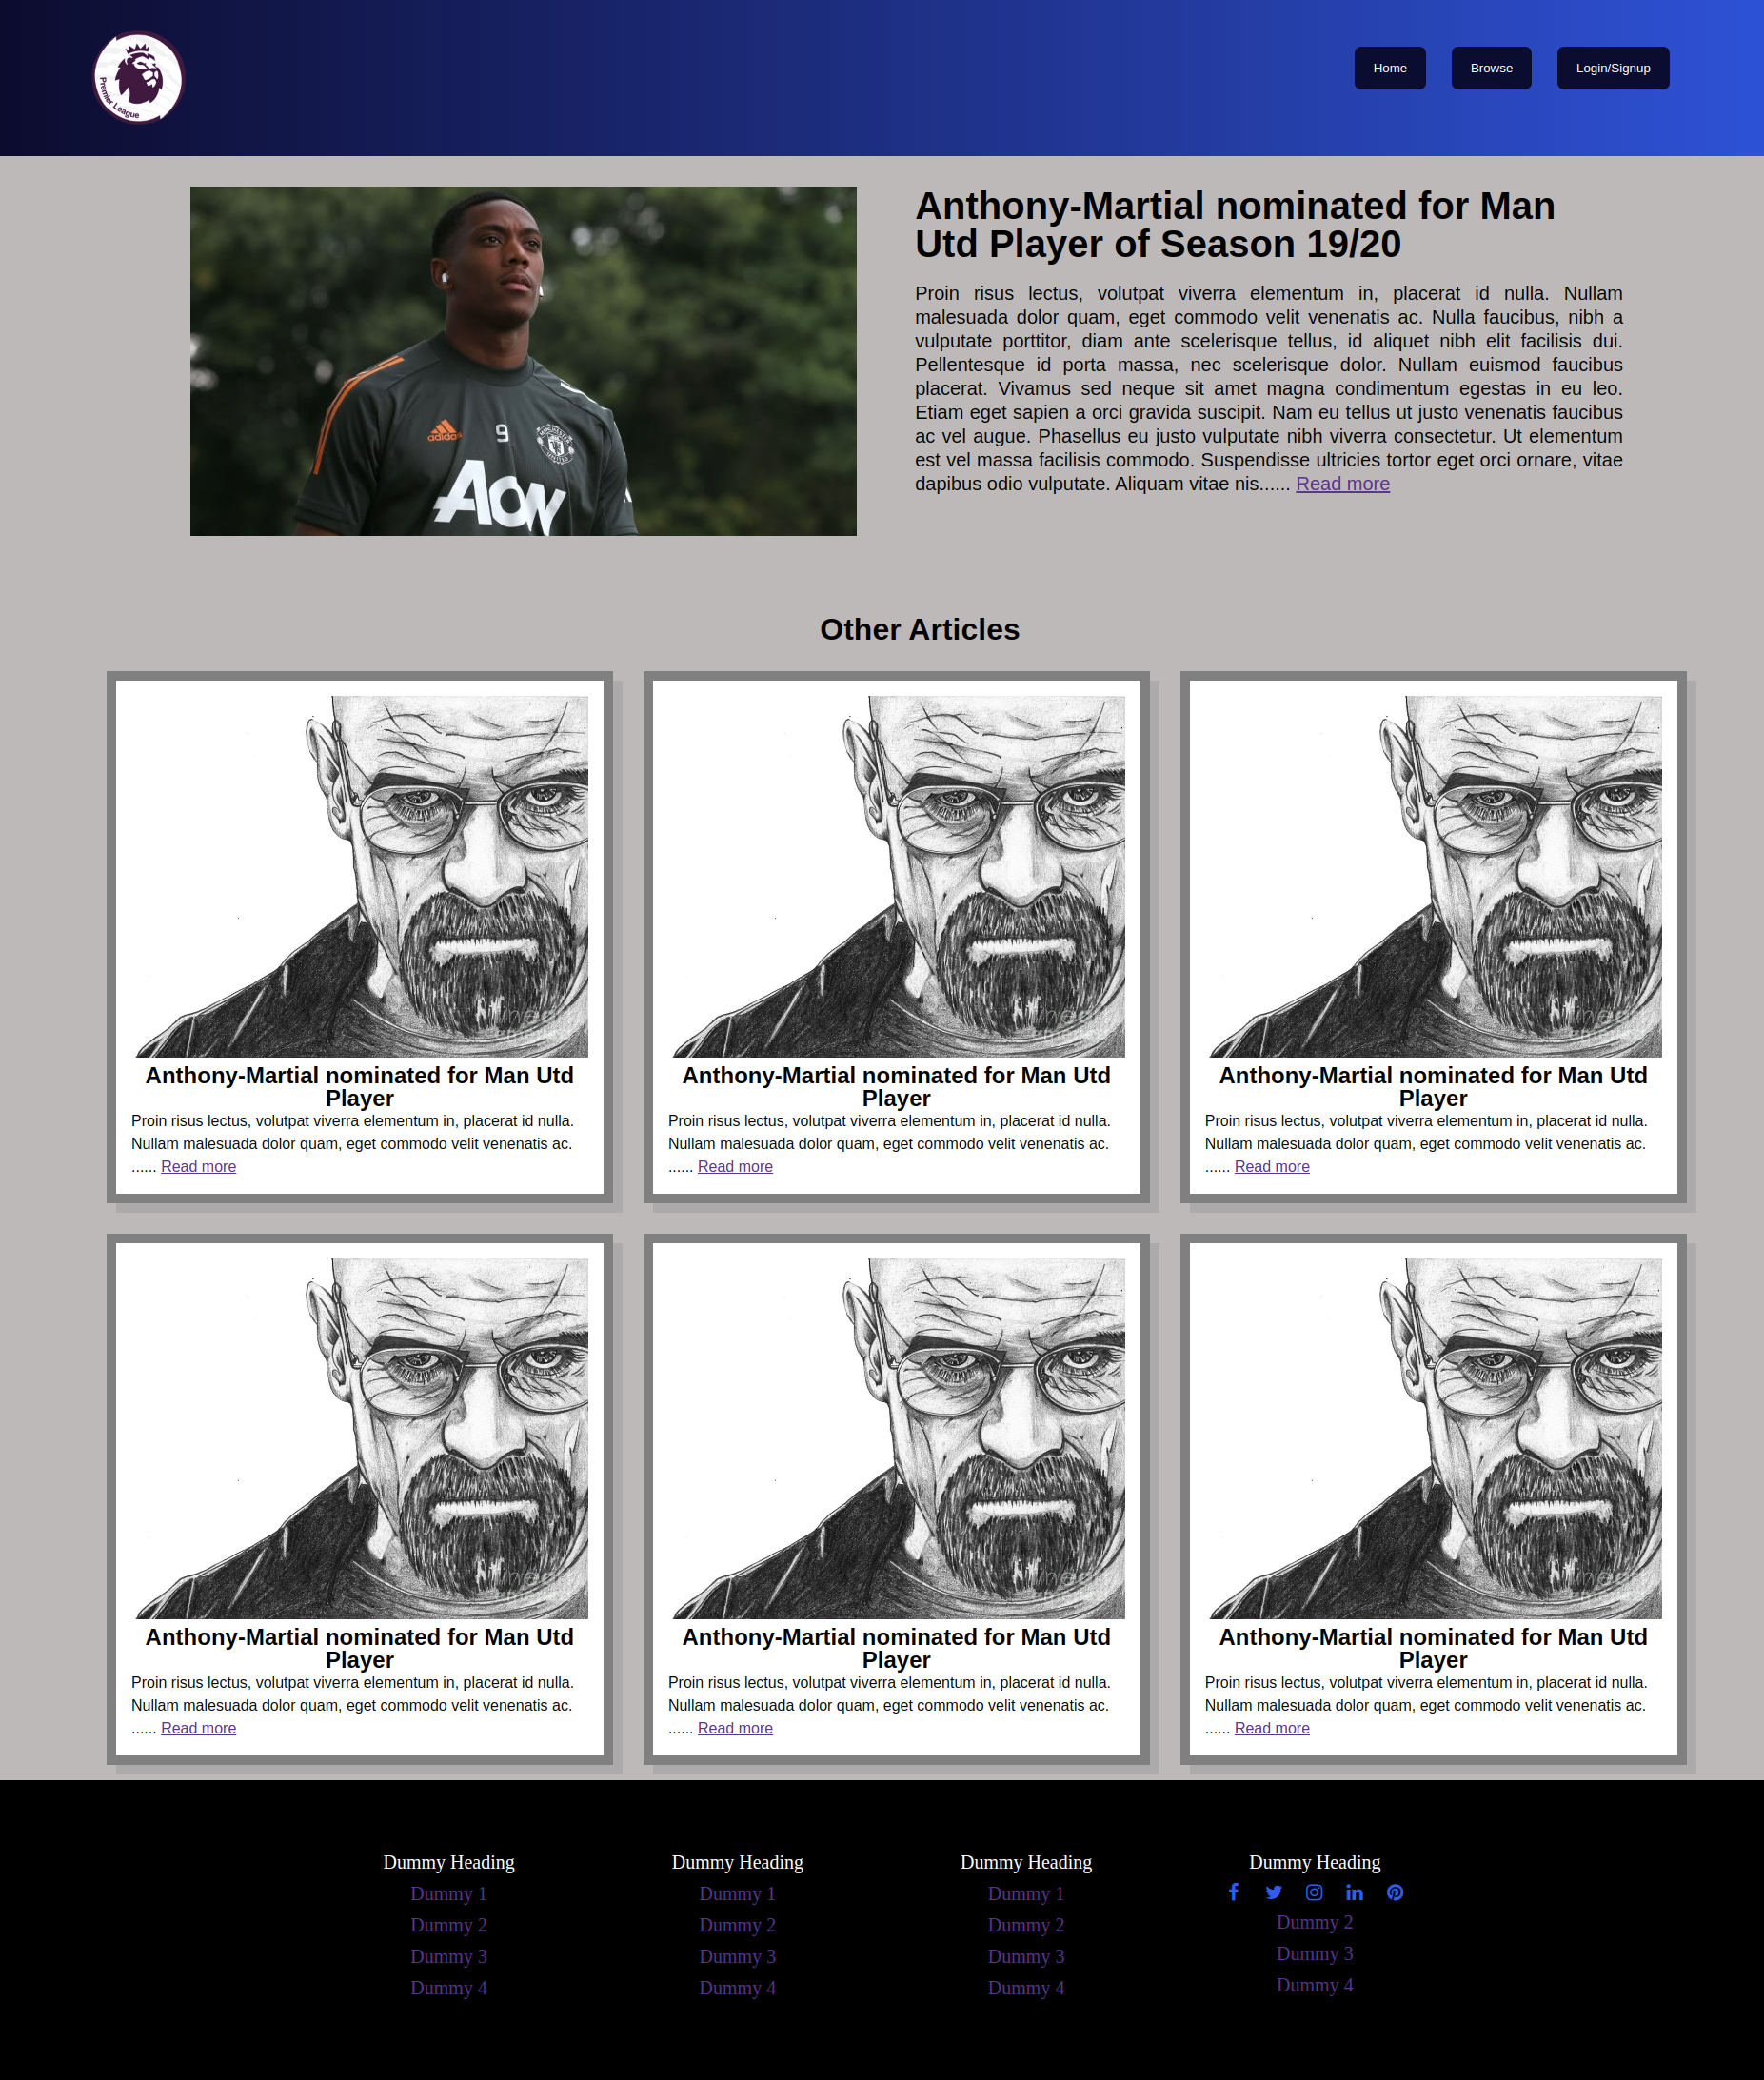 Premier League
Home
Browse
Login/Signup
adidas
9
MANCHESTER
UNITED
AON
Anthony-Martial nominated for Man
Utd Player of Season 19/20
Proin risus lectus, volutpat viverra elementum in, placerat id nulla. Nullam
malesuada dolor quam, eget commodo velit venenatis ac. Nulla faucibus, nibh a
vulputate porttitor, diam ante scelerisque tellus, id aliquet nibh elit facilisis dui.
Pellentesque id porta massa, nec scelerisque dolor. Nullam euismod faucibus
placerat. Vivamus sed neque sit amet magna condimentum egestas in eu leo.
Etiam eget sapien a orci gravida suscipit. Nam eu tellus ut justo venenatis faucibus
ac vel augue. Phasellus eu justo vulputate nibh viverra consectetur. Ut elementum
est vel massa facilisis commodo. Suspendisse ultricies tortor eget orci ornare, vitae
dapibus odio vulputate. Aliquam vitae nis...... Read more
Other Articles
Anthony-Martial nominated for Man Utd
Player
Proin risus lectus, volutpat viverra elementum in, placerat id nulla.
Nullam malesuada dolor quam, eget commodo velit venenatis ac.
...... Read more
Anthony-Martial nominated for Man Utd
Player
Proin risus lectus, volutpat viverra elementum in, placerat id nulla.
Nullam malesuada dolor quam, eget commodo velit venenatis ac.
...... Read more
Anthony-Martial nominated for Man Utd
Player
Proin risus lectus, volutpat viverra elementum in, placerat id nulla.
Nullam malesuada dolor quam, eget commodo velit venenatis ac.
...... Read more
Anthony-Martial nominated for Man Utd
Player
Proin risus lectus, volutpat viverra elementum in, placerat id nulla.
Nullam malesuada dolor quam, eget commodo velit venenatis ac.
...... Read more
Anthony-Martial nominated for Man Utd
Player
Proin risus lectus, volutpat viverra elementum in, placerat id nulla.
Nullam malesuada dolor quam, eget commodo velit venenatis ac.
...... Read more
Anthony-Martial nominated for Man Utd
Player
Proin risus lectus, volutpat viverra elementum in, placerat id nulla.
Nullam malesuada dolor quam, eget commodo velit venenatis ac.
...... Read more
Dummy Heading
Dummy 1
Dummy 2
Dummy 3
Dummy 4
Dummy Heading
Dummy 1
Dummy 2
Dummy 3
Dummy 4
Dummy Heading
Dummy 1
Dummy 2
Dummy 3
Dummy 4
Dummy Heading
Dummy 2
Dummy 3
Dummy 4